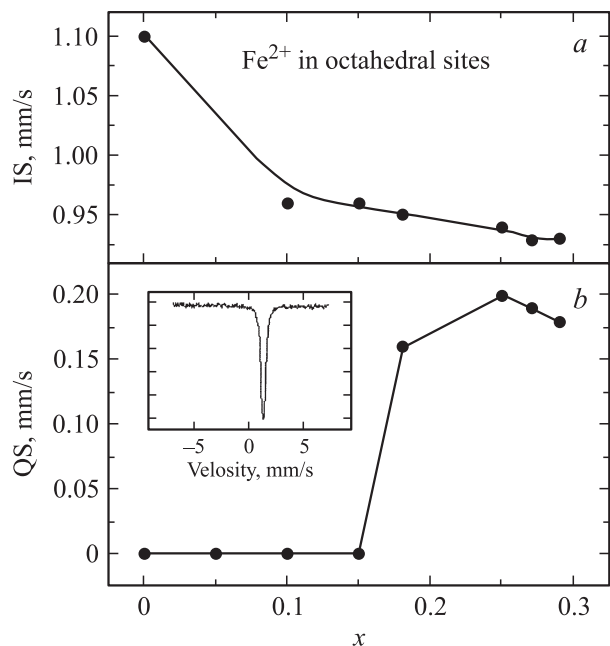 1.10
Fe2+ in octahedral sites
a
1.05
1.00
0.95
IS, mm/s
0.20
b
0.15
0.10
0.05
0
QS, mm/s
–5 0 5
Velosity, mm/s
0 0.1 0.2 0.3
x